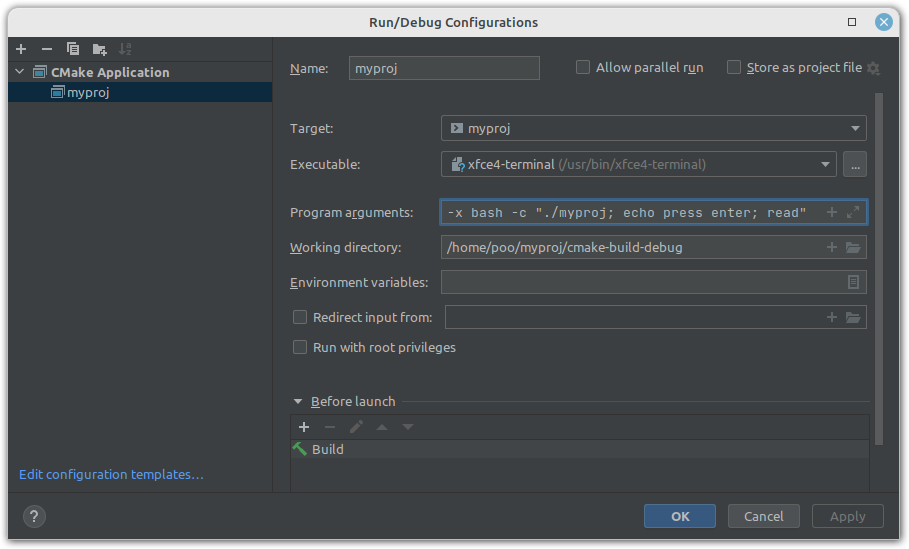 Run/Debug Configurations
CMake Application
myproj
Edit configuration templates...
Name: myproj Allow parallel run Store as project file
Target: myproj
Executable: xfce4-terminal (/usr/bin/xfce4-terminal) ...
Program arguments: -x bash -c "./myproj; echo press enter; read"
Working directory: /home/poo/myproj/cmake-build-debug
Environment variables:
Redirect input from:
Run with root privileges
Before launch
Build
? OK Cancel Apply